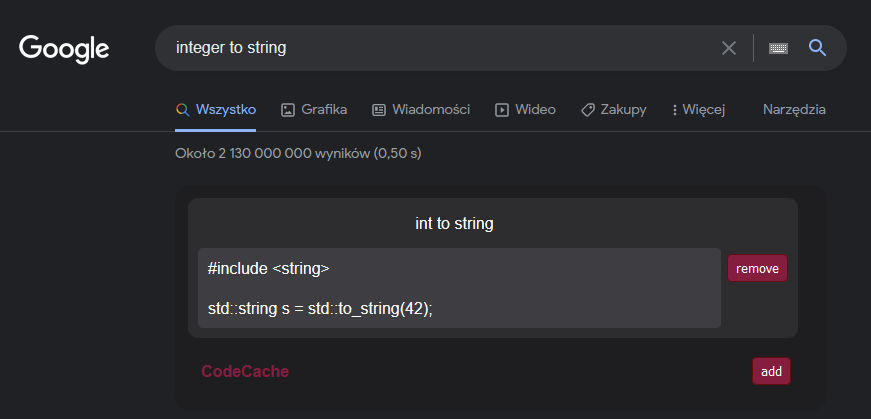 Google
integer to string
Wszystko Grafika Wiadomości Wideo Zakupy Więcej Narzędzia
Około 2 130 000 000 wyników (0,50 s)
int to string
#include <string>
remove
std::string s = std::to_string(42);
CodeCache
add